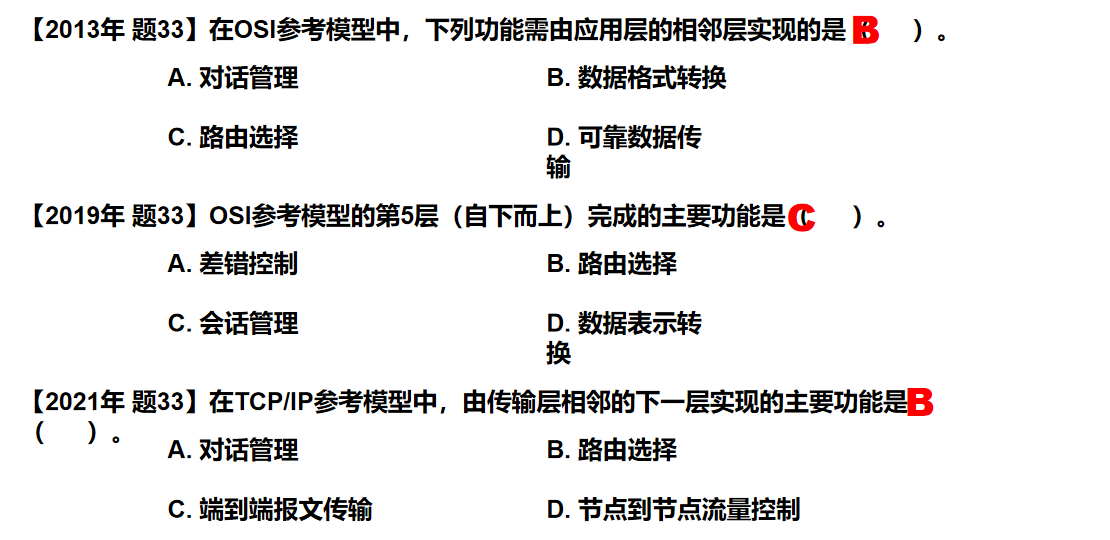 【2013年 题33】在OSI参考模型中，下列功能需由应用层的相邻层实现的是（B ）。
A. 对话管理 B. 数据格式转换
C. 路由选择 D. 可靠数据传
输
【2019年 题33】OSI参考模型的第5层（自下而上）完成的主要功能是（C ）。
A. 差错控制 B. 路由选择
C. 会话管理 D. 数据表示转
换
【2021年 题33】在TCP/IP参考模型中，由传输层相邻的下一层实现的主要功能是B
（ ）。
A. 对话管理 B. 路由选择
C. 端到端报文传输 D. 节点到节点流量控制